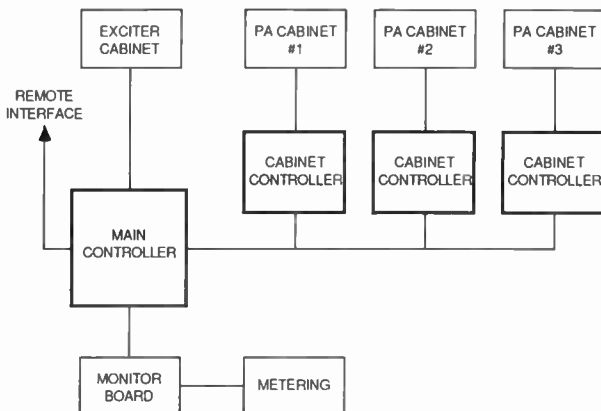 EXCITER
CABINET
PA CABINET
#1
PA CABINET
#2
PA CABINET
#3
REMOTE
INTERFACE
CABINET
CONTROLLER
CABINET
CONTROLLER
CABINET
CONTROLLER
MAIN
CONTROLLER
MONITOR
BOARD
METERING